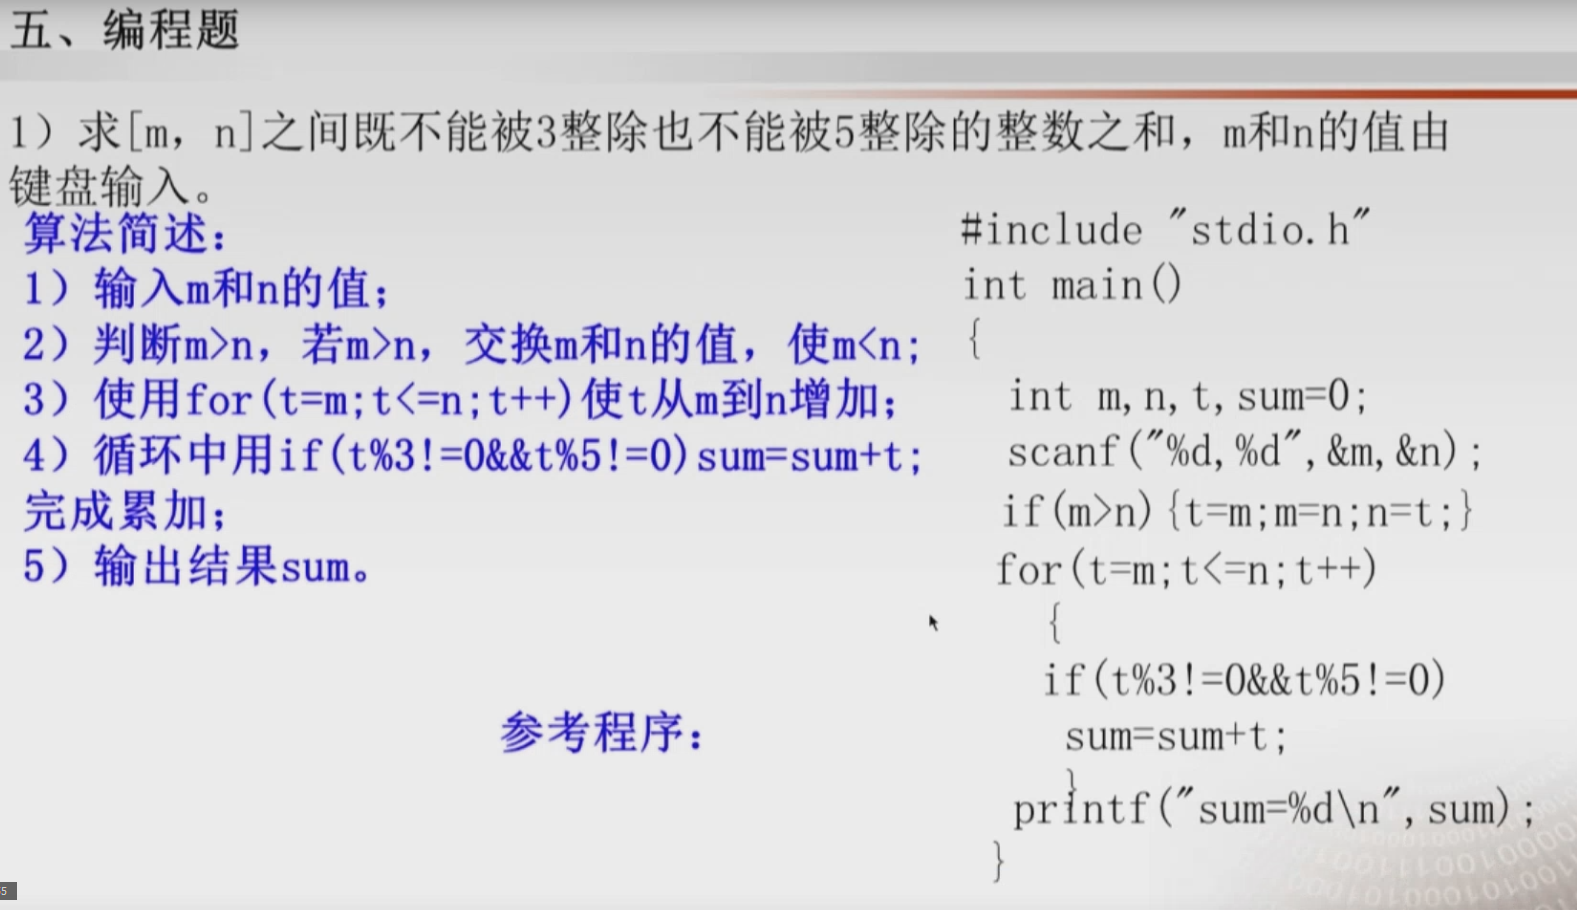 五、编程题
1）求[m，n]之间既不能被3整除也不能被5整除的整数之和，m和n的值由
键盘输入。
算法简述：
1）输入m和n的值；
2）判断m>n，若m>n，交换m和n的值，使m<n；
3）使用for(t=m;t<=n;t++)使t从m到n增加；
4）循环中用if(t%3!=0&&t%5!=0)sum=sum+t;
完成累加；
5）输出结果sum。
参考程序：
#include "stdio.h"
int main()
{
int m,n,t,sum=0;
scanf("%d,%d",&m,&n);
if(m>n){t=m;m=n;n=t;}
for(t=m;t<=n;t++)
{
if(t%3!=0&&t%5!=0)
sum=sum+t;
}
printf("sum=%d\n",sum);
}